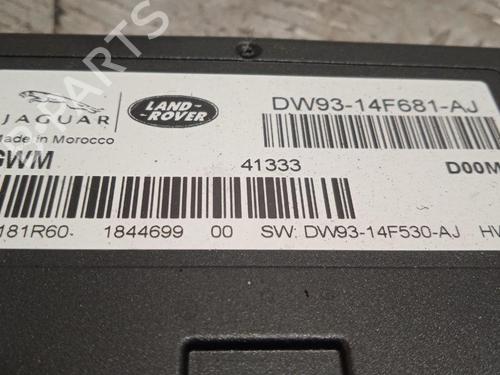 JAGUAR
LAND-
ROVER
DW93-14F681-AJ
Made in Morocco
GWM
41333
D00M
181R60-
1844699 00 SW: DW93-14F530-AJ